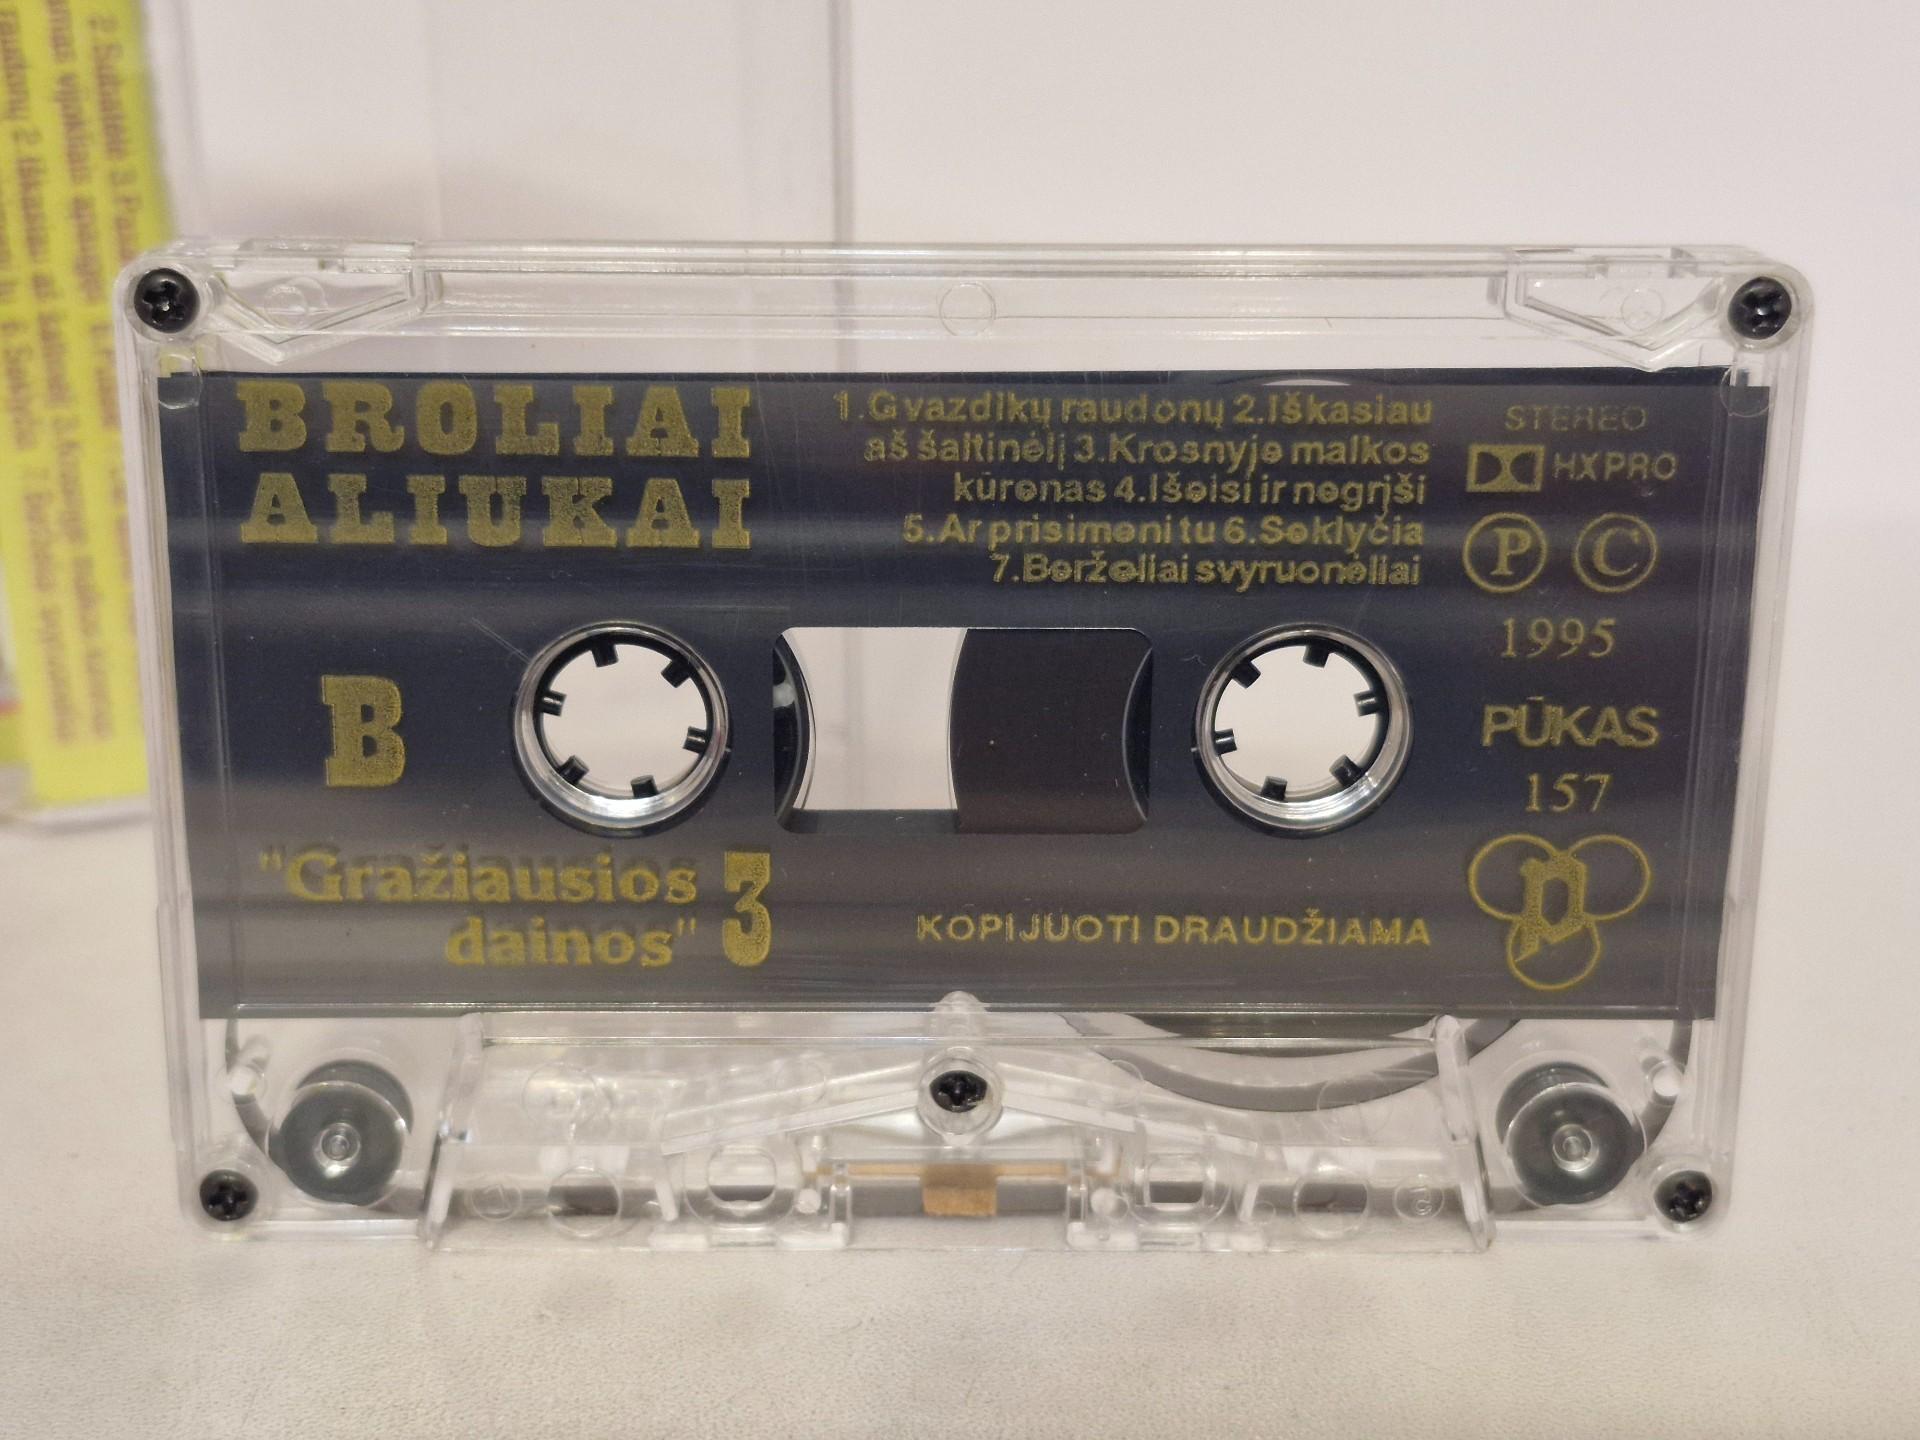 BROLIAI
ALIUKAI
1.Gvazdikų raudonų 2.Iškasiau
aš šaltinėlį 3.Krosnyje malkos
kūrenas 4.Išeisi ir negrįši
5.Ar prisimeni tu 6.Seklyčia
7.Berželiai svyruonėliai
STEREO
HX PRO
P C
1995
PŪKAS
157
B
"Gražiausios
dainos" 3
KOPIJUOTI DRAUDŽIAMA